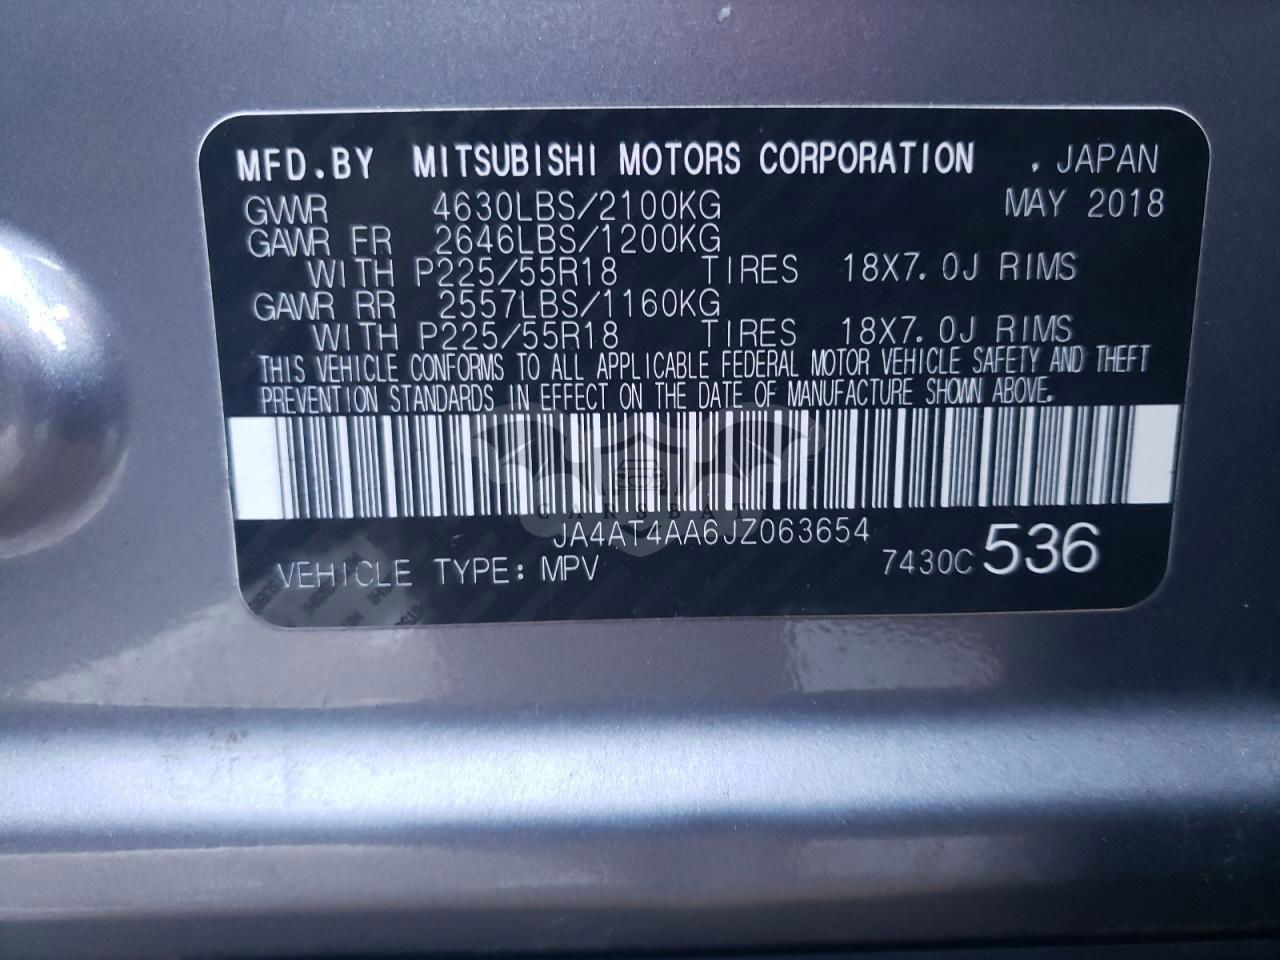 MFD.BY MITSUBISHI MOTORS CORPORATION , JAPAN
GVWR 4630LBS/2100KG MAY 2018
GAWR FR 2646LBS/1200KG
WITH P225/55R18 TIRES 18X7.0J RIMS
GAWR RR 2557LBS/1160KG
WITH P225/55R18 TIRES 18X7.0J RIMS
THIS VEHICLE CONFORMS TO ALL APPLICABLE FEDERAL MOTOR VEHICLE SAFETY AND THEFT
PREVENTION STANDARDS IN EFFECT ON THE DATE OF MANUFACTURE SHOWN ABOVE.
CARSBAT
JA4AT4AA6JZ063654
VEHICLE TYPE: MPV 7430C 536